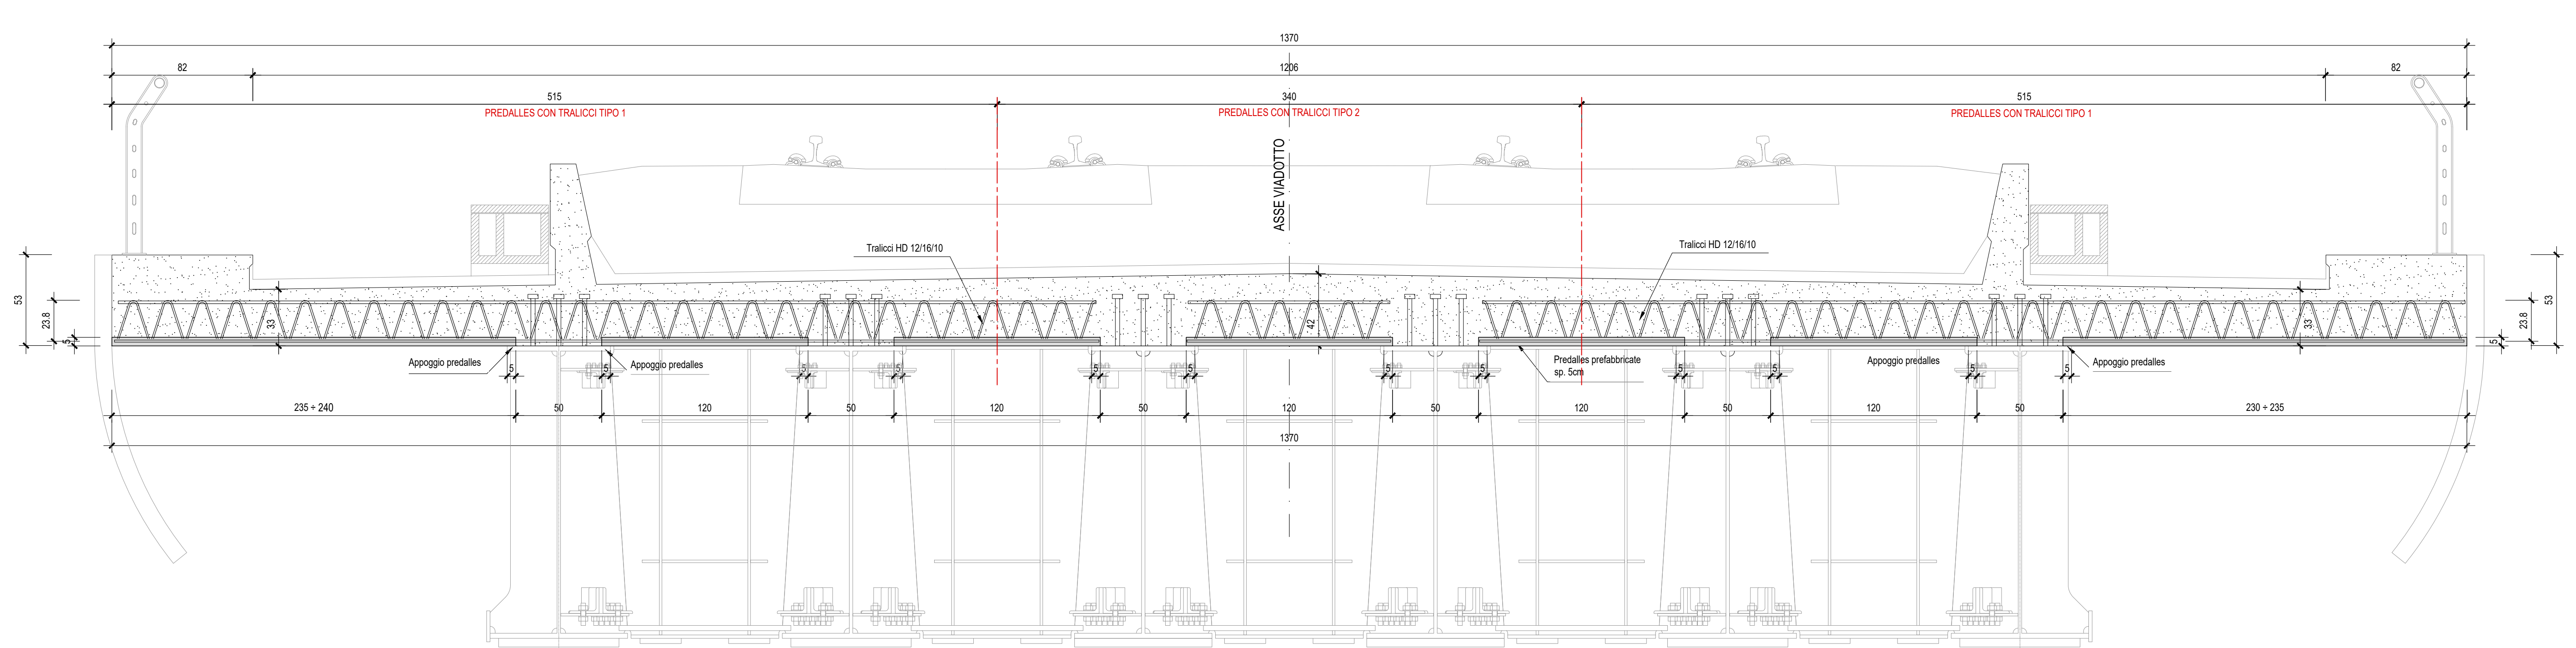 1370
82
1206
82
515
340
515
PREDALLES CON TRALICCI TIPO 1
PREDALLES CON TRALICCI TIPO 2
PREDALLES CON TRALICCI TIPO 1
ASSE VIADOTTO
Tralicci HD 12/16/10
Tralicci HD 12/16/10
53
23.8
5
33
42
33
23.8
5
53
Appoggio predalles
Appoggio predalles
Predalles prefabbricate
sp. 5cm
Appoggio predalles
Appoggio predalles
5
5
5
5
5
5
5
5
5
5
5
5
235 ÷ 240
50
120
50
120
50
120
50
120
50
120
50
230 ÷ 235
1370